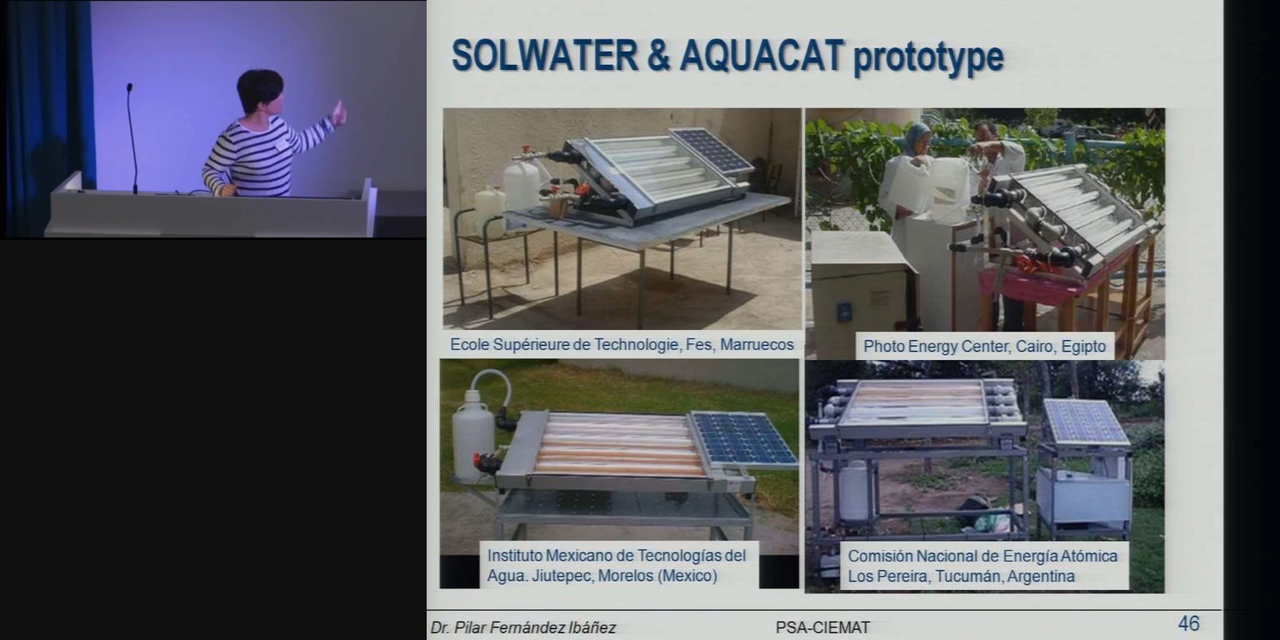 SOLWATER & AQUACAT prototype
Ecole Supérieure de Technologie, Fes, Marruecos
Photo Energy Center, Cairo, Egipto
Instituto Mexicano de Tecnologías del
Agua. Jiutepec, Morelos (Mexico)
Comisión Nacional de Energía Atómica
Los Pereira, Tucumán, Argentina
Dr. Pilar Fernández Ibáñez
PSA-CIEMAT
46